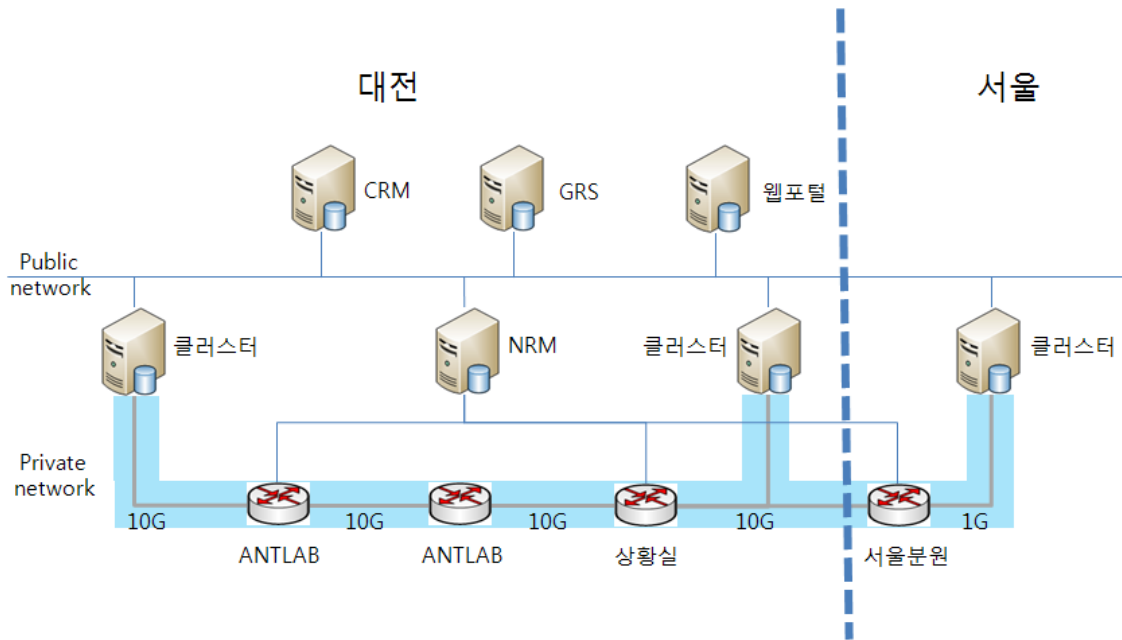 대전
서울
CRM
GRS
웹포털
Public
network
클러스터
NRM
클러스터
클러스터
Private
network
10G
10G
10G
10G
1G
ANTLAB
ANTLAB
상황실
서울분원